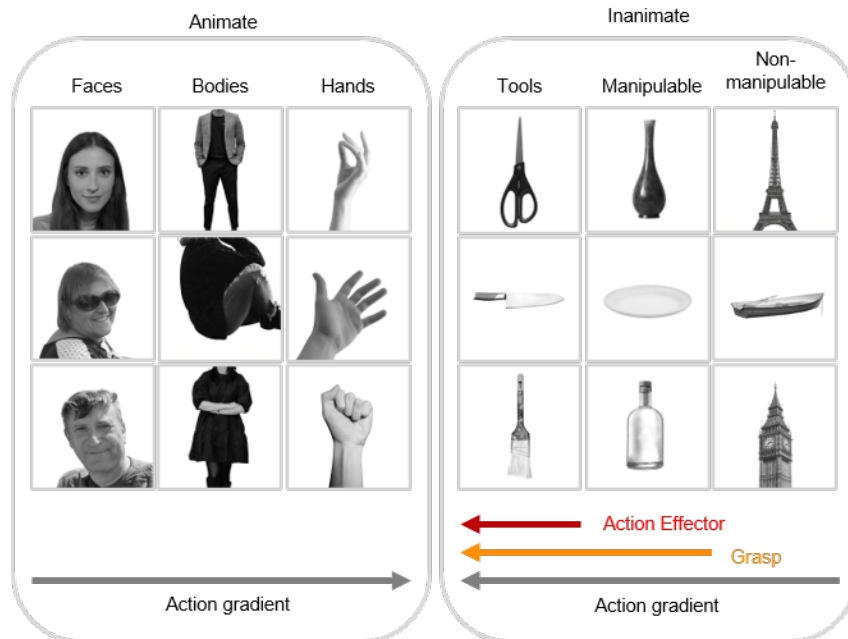 Animate
Inanimate
Faces
Bodies
Hands
Tools
Manipulable
Non-
manipulable
Action Effector
Grasp
Action gradient
Action gradient